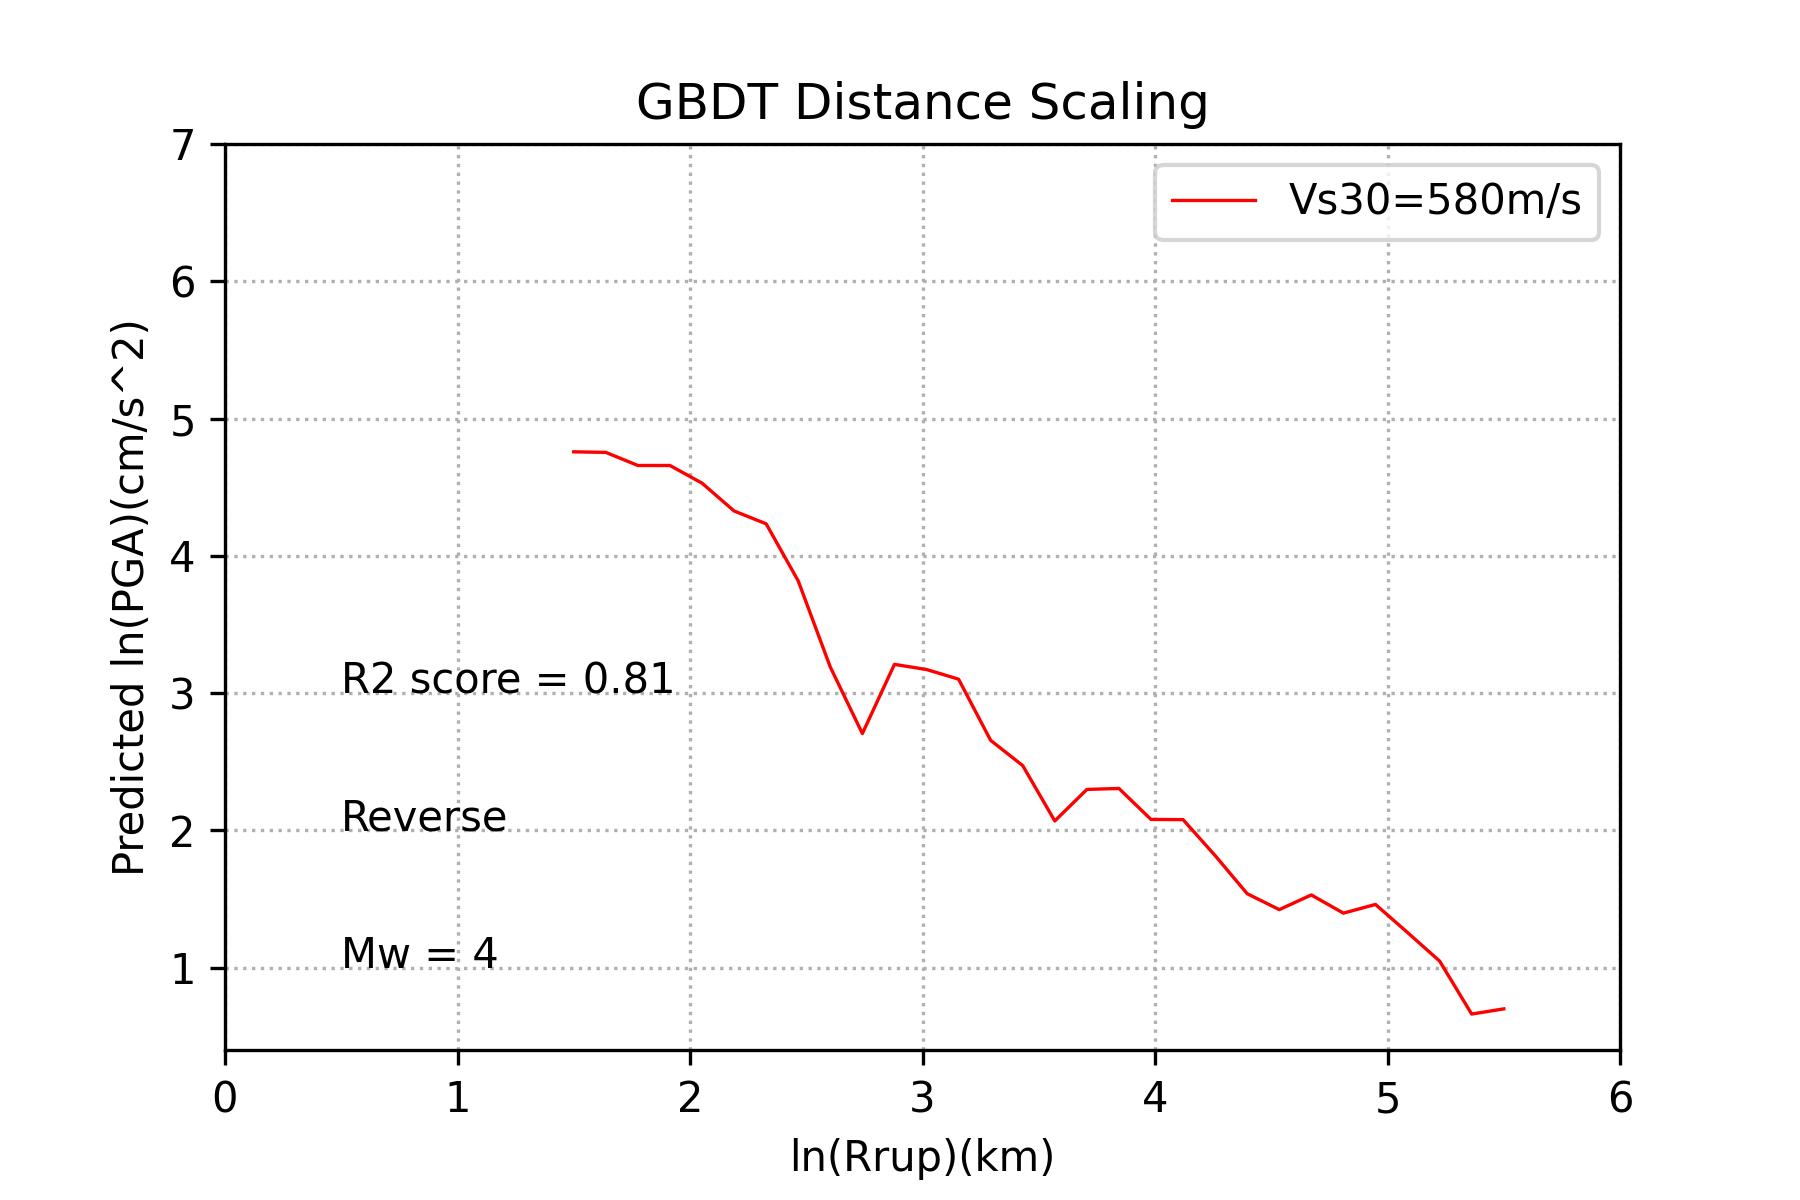 GBDT Distance Scaling
Vs30=580m/s
7
6
5
4
3
2
1
Predicted ln(PGA)(cm/s^2)
R2 score = 0.81
Reverse
Mw = 4
0 1 2 3 4 5 6
ln(Rrup)(km)